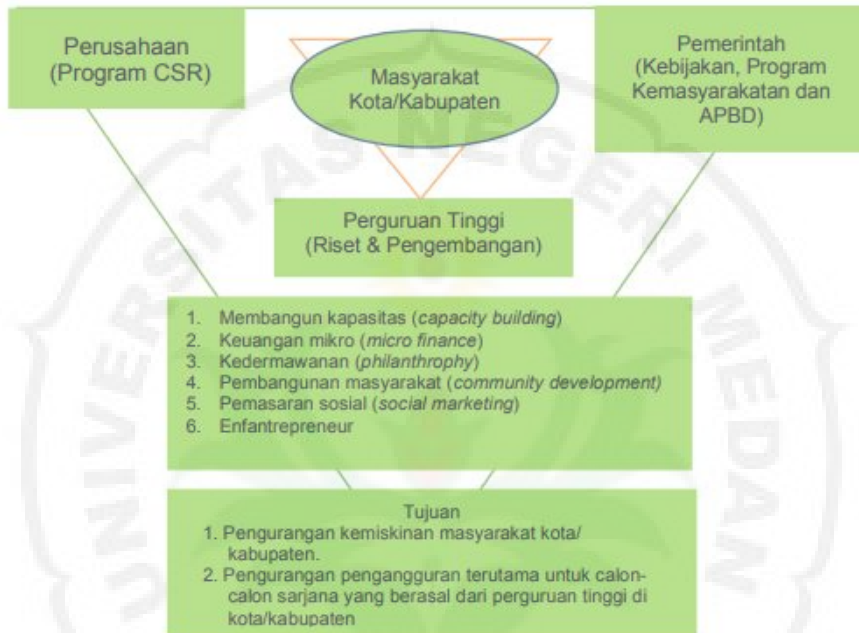 Perusahaan
(Program CSR)
Masyarakat
Kota/Kabupaten
Pemerintah
(Kebijakan, Program
Kemasyarakatan dan
APBD)
Perguruan Tinggi
(Riset & Pengembangan)
1. Membangun kapasitas (capacity building)
2. Keuangan mikro (micro finance)
3. Kedermawanan (philanthropy)
4. Pembangunan masyarakat (community development)
5. Pemasaran sosial (social marketing)
6. Enfantrepreneur
Tujuan
1. Pengurangan kemiskinan masyarakat kota/
kabupaten.
2. Pengurangan pengangguran terutama untuk calon-
calon sarjana yang berasal dari perguruan tinggi di
kota/kabupaten
UNIVERSITAS NEGERI MEDAN